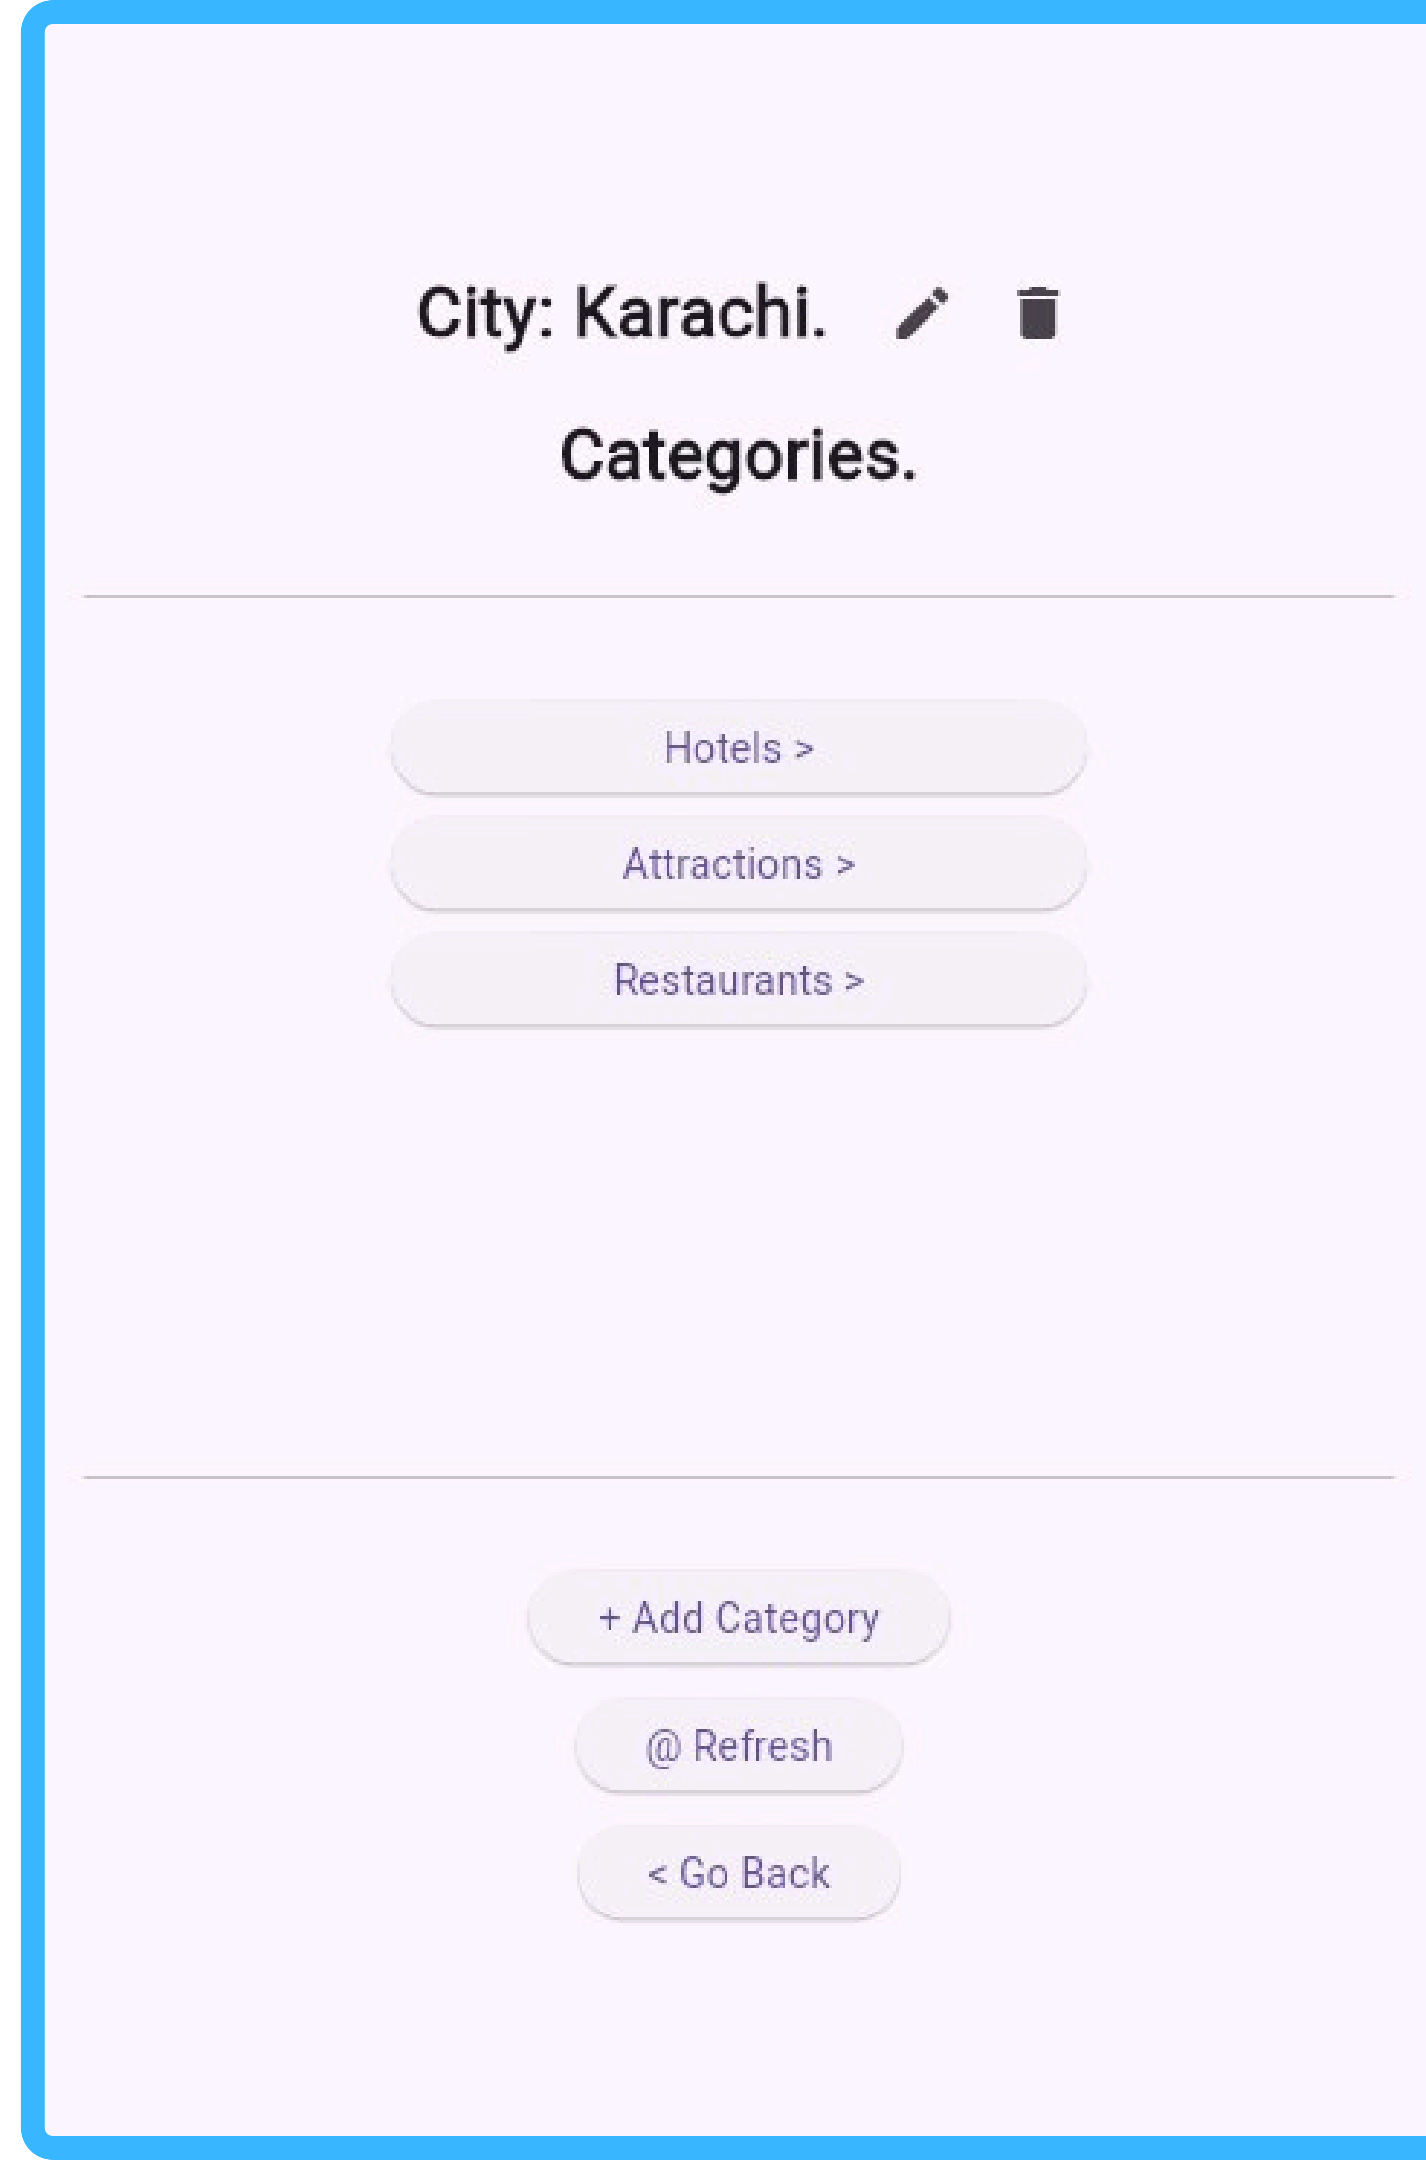 City: Karachi.
Categories.
Hotels >
Attractions >
Restaurants >
+ Add Category
@ Refresh
< Go Back